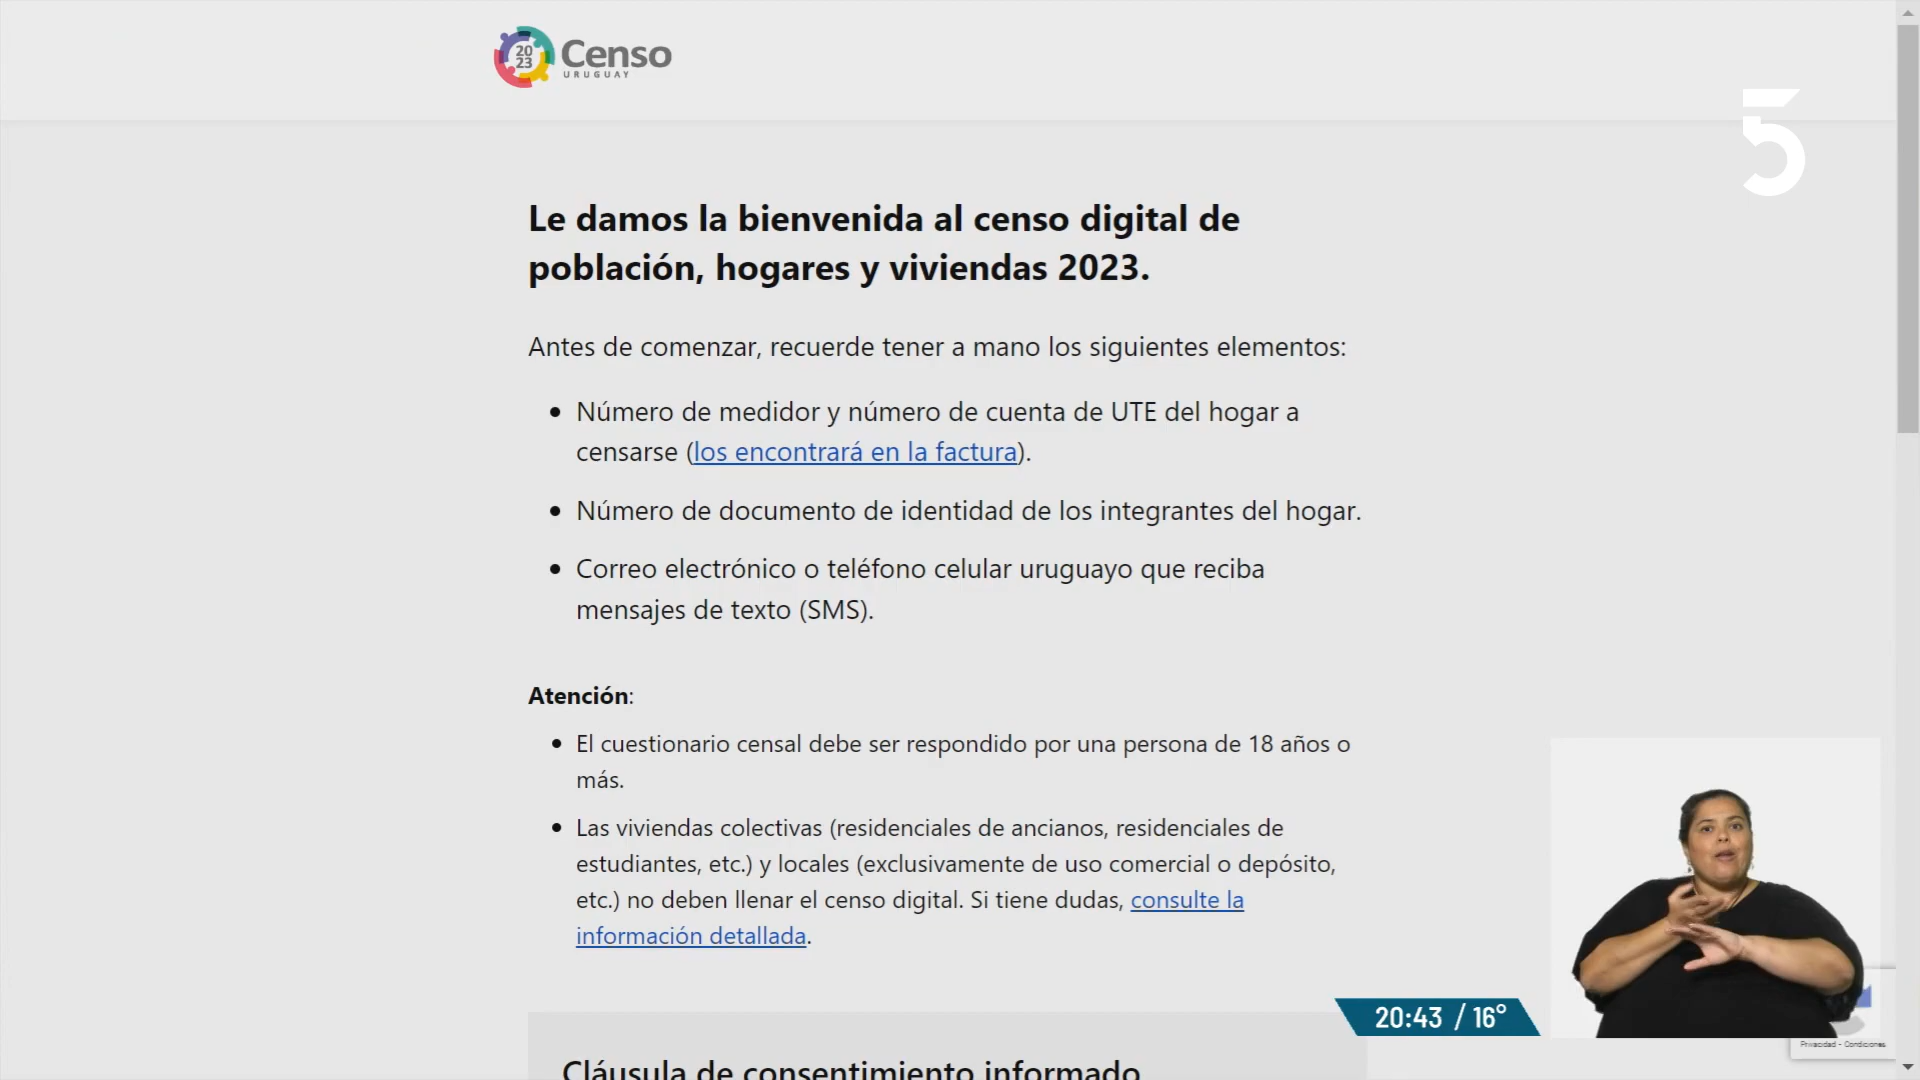 20
23
Censo
URUGUAY
5
Le damos la bienvenida al censo digital de
población, hogares y viviendas 2023.
Antes de comenzar, recuerde tener a mano los siguientes elementos:
Número de medidor y número de cuenta de UTE del hogar a
censarse (los encontrará en la factura).
Número de documento de identidad de los integrantes del hogar.
Correo electrónico o teléfono celular uruguayo que reciba
mensajes de texto (SMS).
Atención:
El cuestionario censal debe ser respondido por una persona de 18 años o
más.
Las viviendas colectivas (residenciales de ancianos, residenciales de
estudiantes, etc.) y locales (exclusivamente de uso comercial o depósito,
etc.) no deben llenar el censo digital. Si tiene dudas, consulte la
información detallada.
20:43 / 16°
Privacidad - Condiciones
Cláusula de consentimiento informado